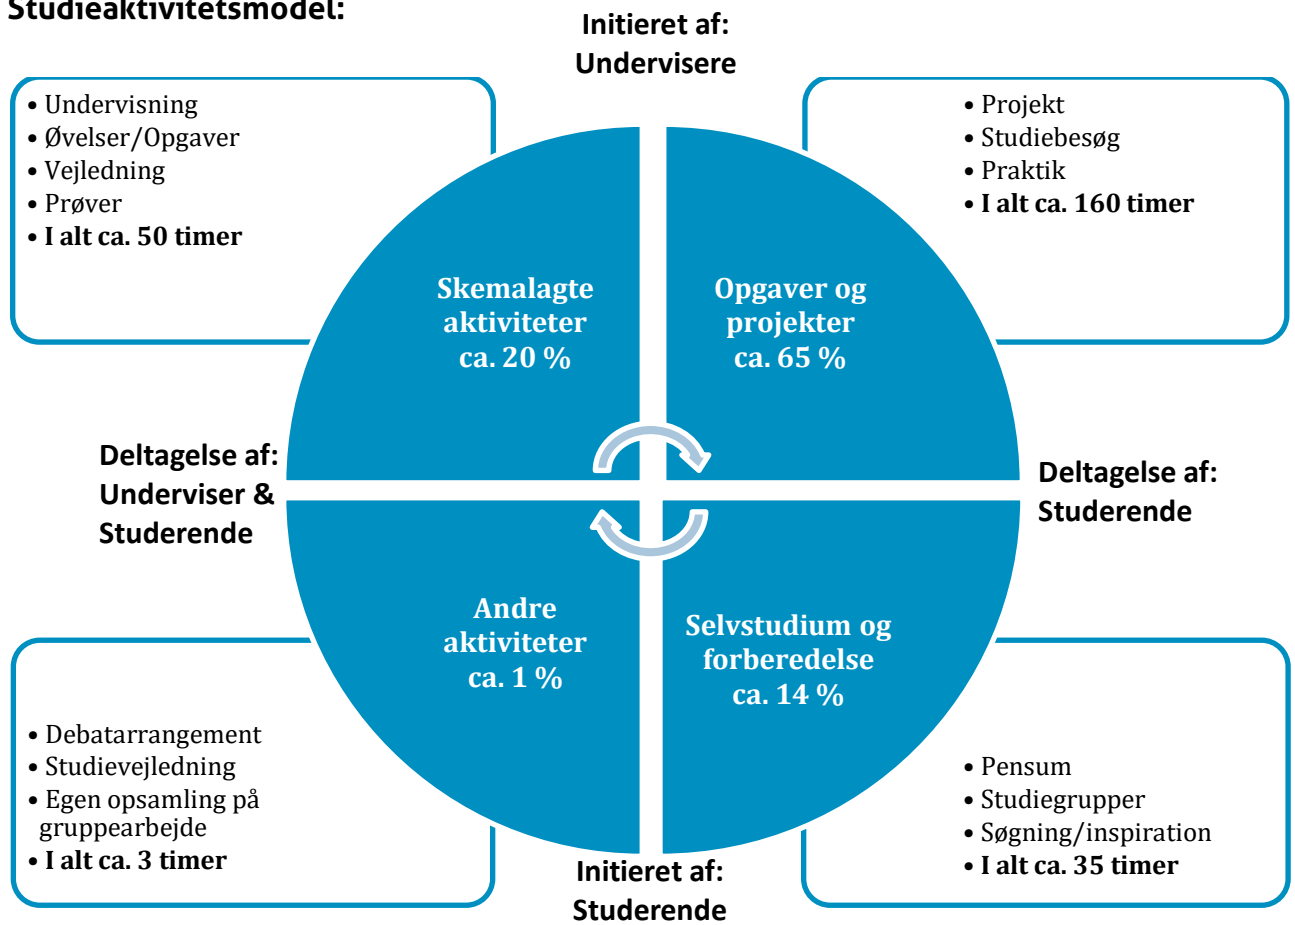 Studieaktivitetsmodel:
Initieret af:
Undervisere
• Undervisning
• Øvelser/Opgaver
• Vejledning
• Prøver
• I alt ca. 50 timer
• Projekt
• Studiebesøg
• Praktik
• I alt ca. 160 timer
Skemalagte
aktiviteter
ca. 20 %
Opgaver og
projekter
ca. 65 %
Deltagelse af:
Underviser &
Studerende
Deltagelse af:
Studerende
Andre
aktiviteter
ca. 1 %
Selvstudium og
forberedelse
ca. 14 %
• Debatarrangement
• Studievejledning
• Egen opsamling på
gruppearbejde
• I alt ca. 3 timer
• Pensum
• Studiegrupper
• Søgning/inspiration
• I alt ca. 35 timer
Initieret af:
Studerende